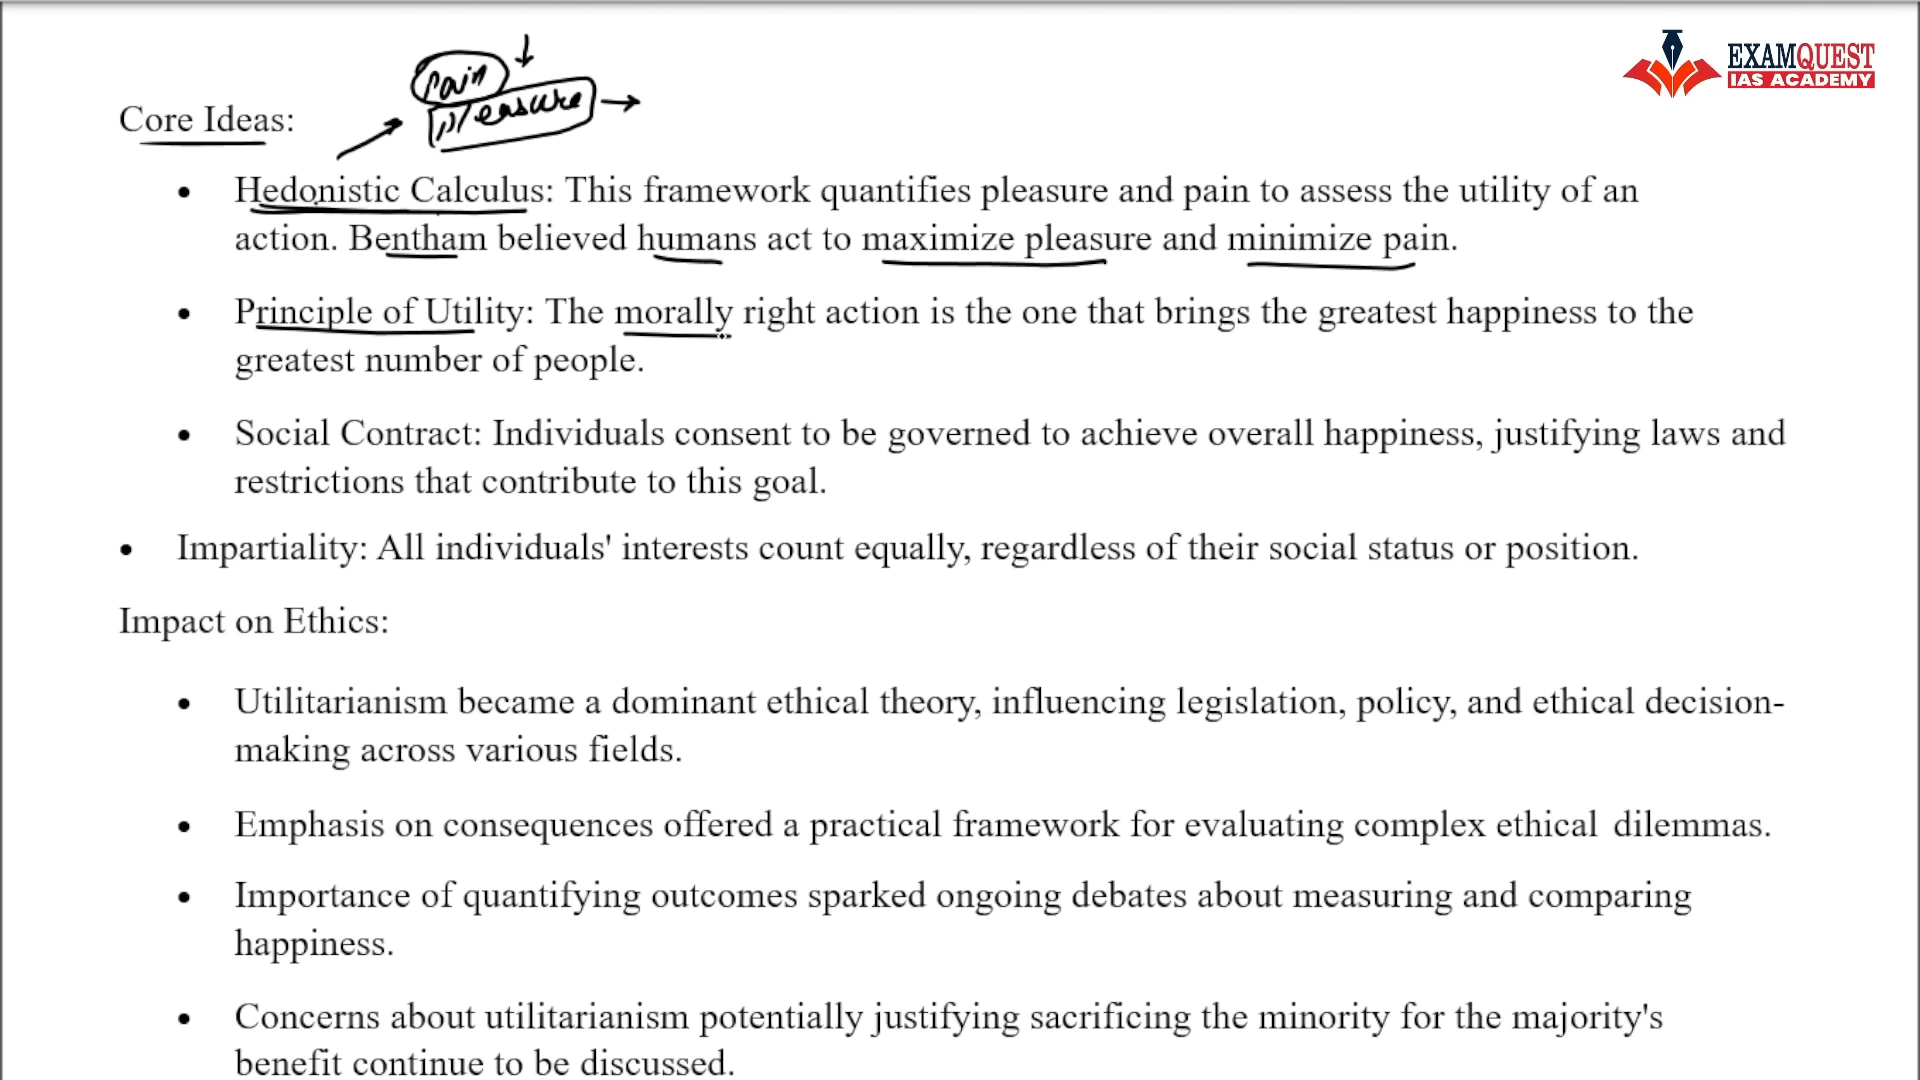 EXAMQUEST
IAS ACADEMY
pain
pleasure
Core Ideas:
• Hedonistic Calculus: This framework quantifies pleasure and pain to assess the utility of an
action. Bentham believed humans act to maximize pleasure and minimize pain.
• Principle of Utility: The morally right action is the one that brings the greatest happiness to the
greatest number of people.
• Social Contract: Individuals consent to be governed to achieve overall happiness, justifying laws and
restrictions that contribute to this goal.
• Impartiality: All individuals' interests count equally, regardless of their social status or position.
Impact on Ethics:
• Utilitarianism became a dominant ethical theory, influencing legislation, policy, and ethical decision-
making across various fields.
• Emphasis on consequences offered a practical framework for evaluating complex ethical dilemmas.
• Importance of quantifying outcomes sparked ongoing debates about measuring and comparing
happiness.
• Concerns about utilitarianism potentially justifying sacrificing the minority for the majority's
benefit continue to be discussed.